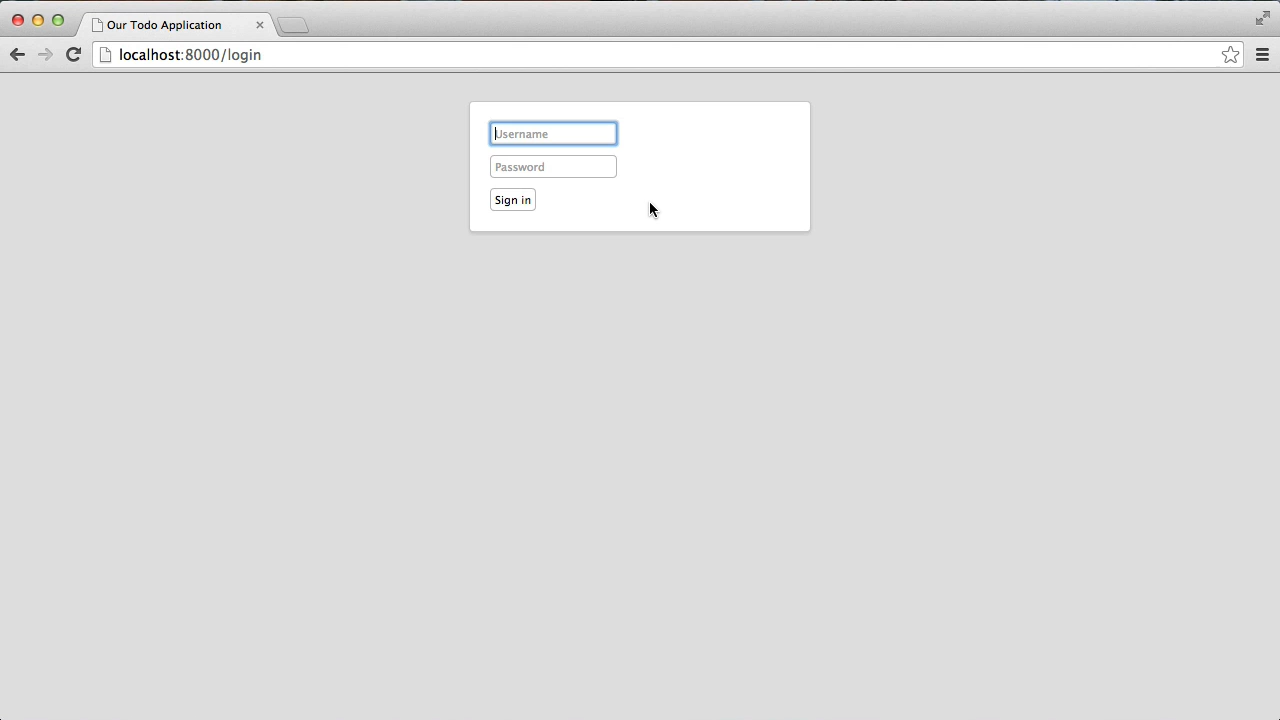 Our Todo Application
localhost:8000/login
Username
Password
Sign in